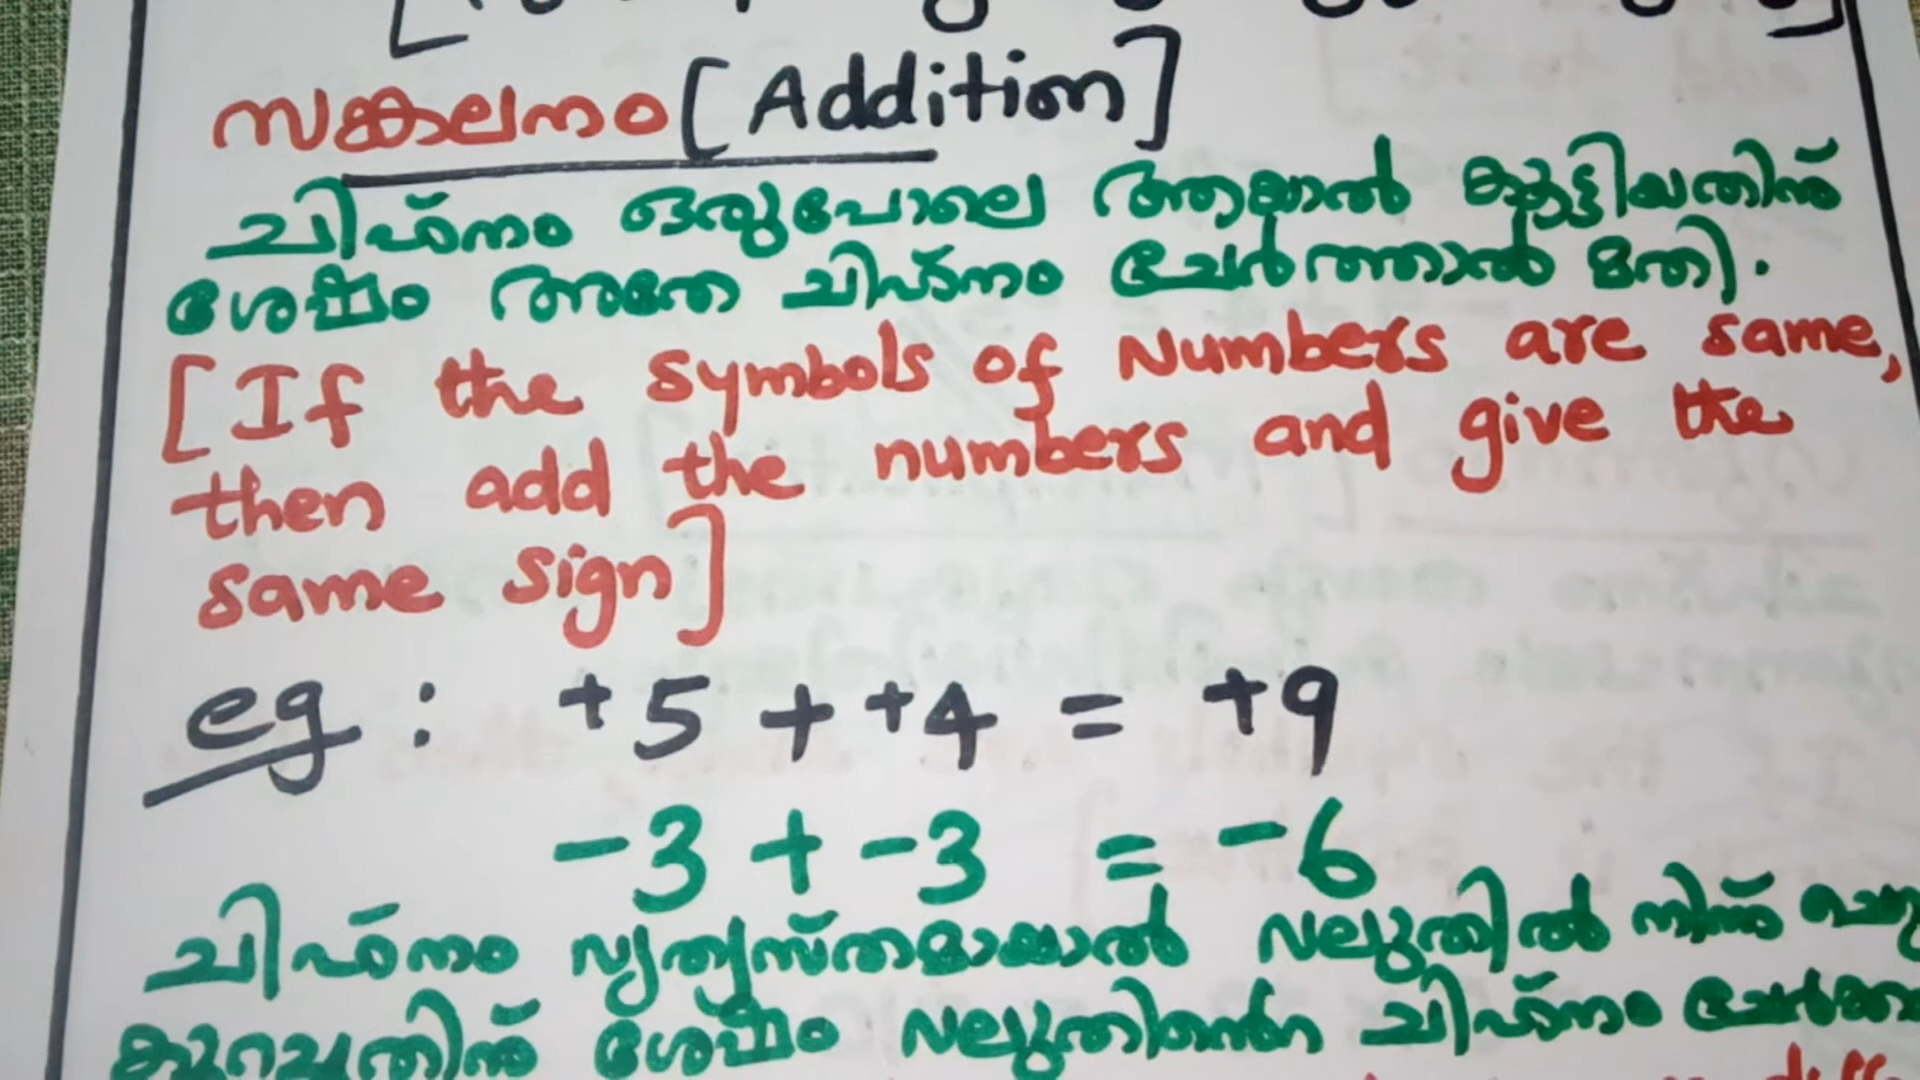 സങ്കലനം [Addition]
ചിഹ്നം ഒരുപോലെ ആയാൽ കൂട്ടിയതിന്
ശേഷം അതേ ചിഹ്നം ചേർത്താൽ മതി.
[If the symbols of Numbers are same,
then add the numbers and give the
same sign]
eg : +5 + +4 = +9
-3 + -3 = -6
ചിഹ്നം വ്യത്യസ്തമായാൽ വലുതിൽ നിന്ന്
കുറച്ചതിന് ശേഷം വലുതിന്റെ ചിഹ്നം